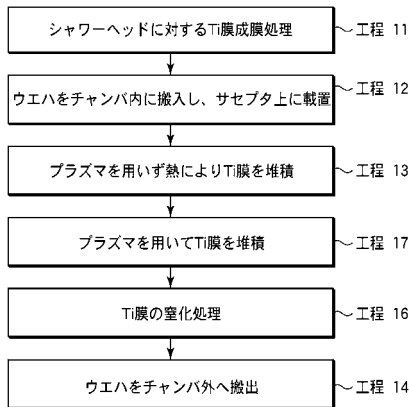 シャワーヘッドに対するTi膜成膜処理
工程 11
ウエハをチャンバ内に搬入し、サセプタ上に載置
工程 12
プラズマを用いず熱によりTi膜を堆積
工程 13
プラズマを用いてTi膜を堆積
工程 17
Ti膜の窒化処理
工程 16
ウエハをチャンバ外へ搬出
工程 14